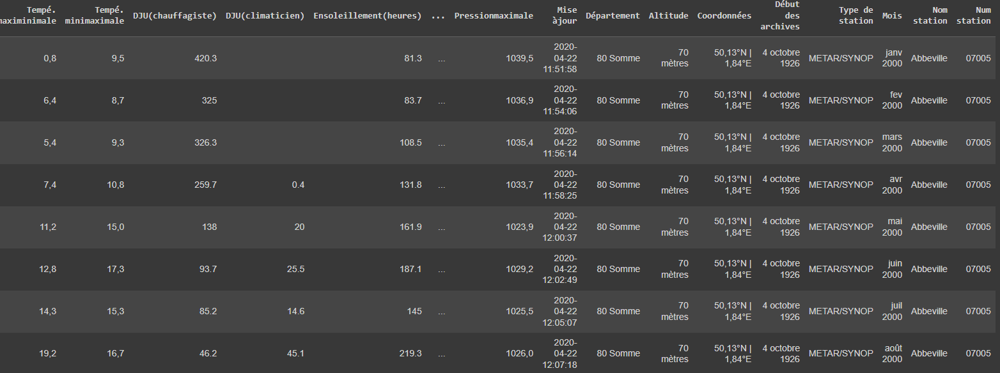 Tempé. Tempé. Mise Début des Type de Nom Num
maximinimale minimaximale DJU(chauffagiste) DJU(climaticien) Ensoleillement(heures) ... Pressionmaximale àjour Département Altitude Coordonnées archives station Mois station station
0,8 9,5 420.3 81.3 ... 1039,5 2020-04-22 11:51:58 80 Somme 70 mètres 50,13°N | 1,84°E 4 octobre 1926 METAR/SYNOP janv 2000 Abbeville 07005
6,4 8,7 325 83.7 ... 1036,9 2020-04-22 11:54:06 80 Somme 70 mètres 50,13°N | 1,84°E 4 octobre 1926 METAR/SYNOP fev 2000 Abbeville 07005
5,4 9,3 326.3 108.5 ... 1035,4 2020-04-22 11:56:14 80 Somme 70 mètres 50,13°N | 1,84°E 4 octobre 1926 METAR/SYNOP mars 2000 Abbeville 07005
7,4 10,8 259.7 0.4 131.8 ... 1033,7 2020-04-22 11:58:25 80 Somme 70 mètres 50,13°N | 1,84°E 4 octobre 1926 METAR/SYNOP avr 2000 Abbeville 07005
11,2 15,0 138 20 161.9 ... 1023,9 2020-04-22 12:00:37 80 Somme 70 mètres 50,13°N | 1,84°E 4 octobre 1926 METAR/SYNOP mai 2000 Abbeville 07005
12,8 17,3 93.7 25.5 187.1 ... 1029,2 2020-04-22 12:02:49 80 Somme 70 mètres 50,13°N | 1,84°E 4 octobre 1926 METAR/SYNOP juin 2000 Abbeville 07005
14,3 15,3 85.2 14.6 145 ... 1025,5 2020-04-22 12:05:07 80 Somme 70 mètres 50,13°N | 1,84°E 4 octobre 1926 METAR/SYNOP juil 2000 Abbeville 07005
19,2 16,7 46.2 45.1 219.3 ... 1026,0 2020-04-22 12:07:18 80 Somme 70 mètres 50,13°N | 1,84°E 4 octobre 1926 METAR/SYNOP août 2000 Abbeville 07005